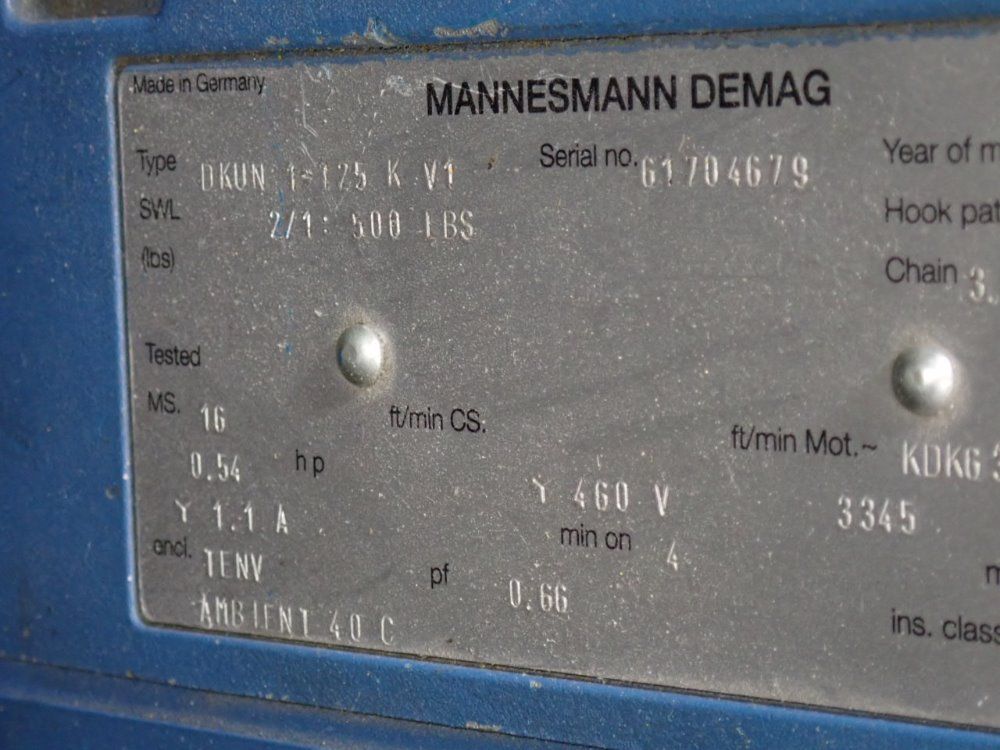 Made in Germany
MANNESMANN DEMAG
Type DKUN 1-125 K V1 Serial no. 61704679 Year of m
SWL 2/1: 500 LBS Hook pat
(lbs) Chain 3.
Tested
MS. 16 ft/min CS. ft/min Mot.~ KDKG 3
0.54 hp Y 460 V 3345
Y 1.1 A min on 4
encl. TENV pf 0.66 m
AMBIENT 40 C ins. class